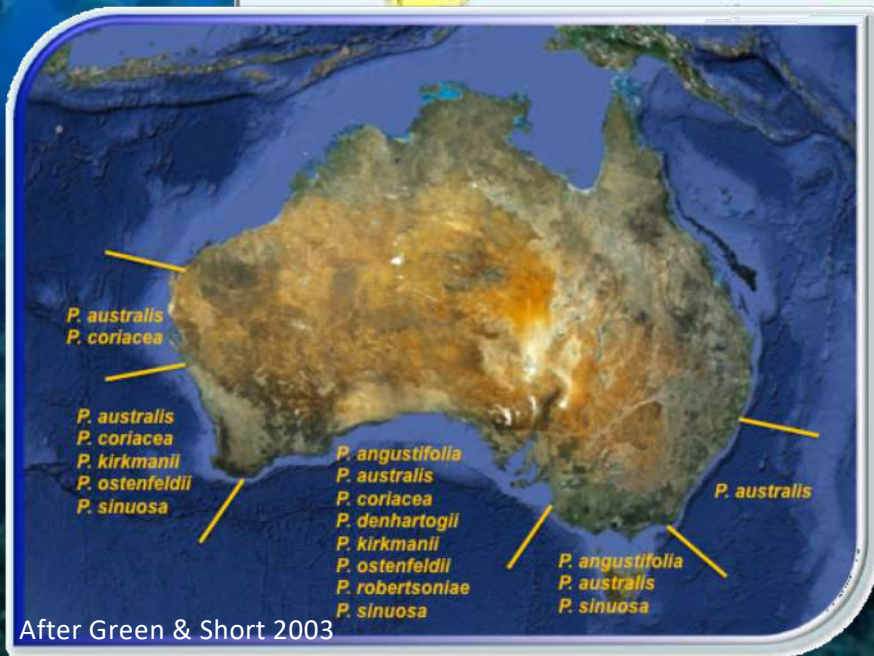 P. australis
P. coriacea
P. australis
P. coriacea
P. kirkmanii
P. ostenfeldii
P. sinuosa
P. angustifolia
P. australis
P. coriacea
P. denhartogii
P. kirkmanii
P. ostenfeldii
P. robertsoniae
P. sinuosa
P. angustifolia
P. australis
P. sinuosa
P. australis
After Green & Short 2003